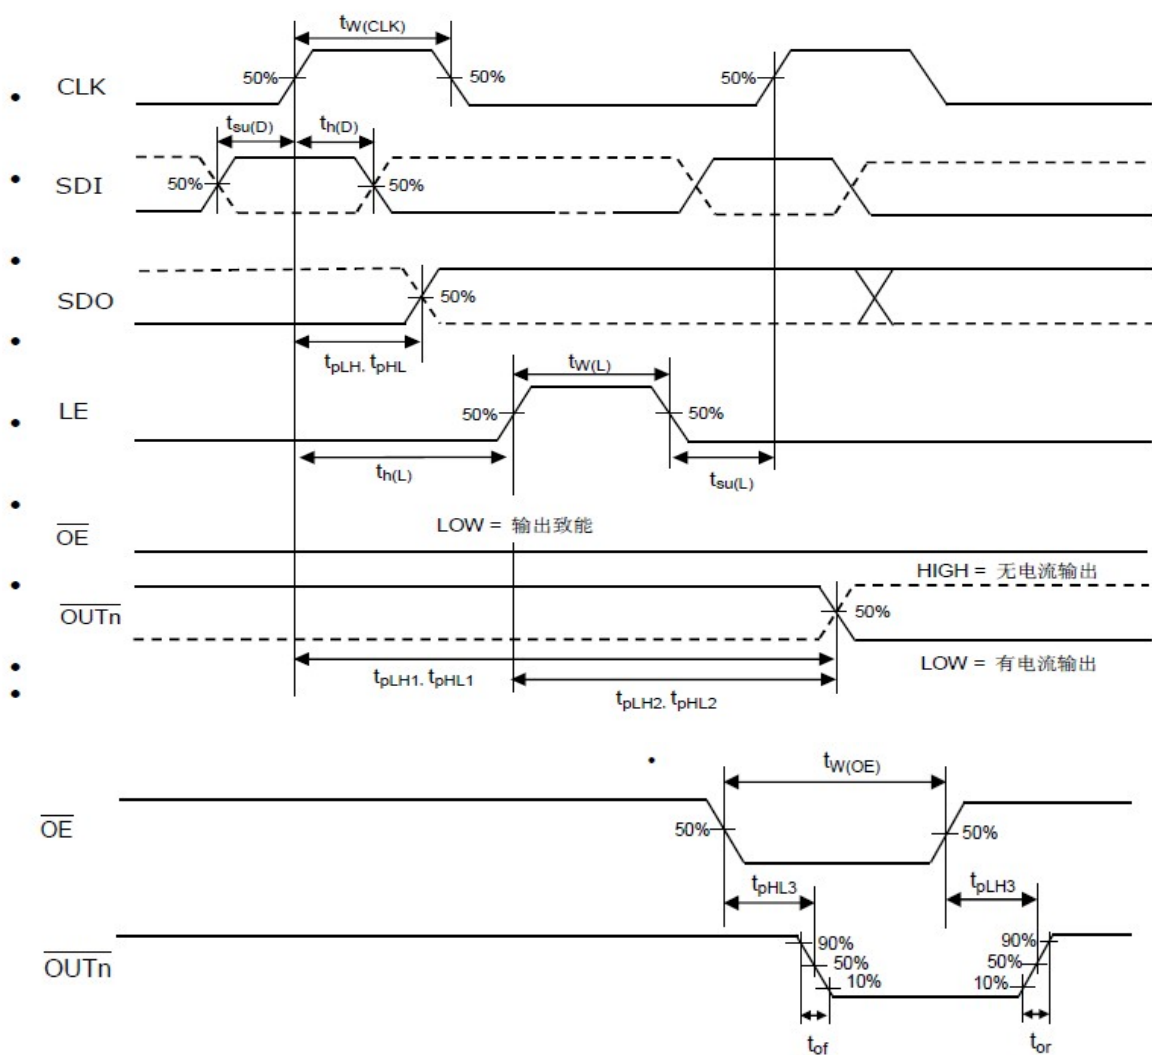 tW(CLK)
50%
50%
50%
CLK
tsu(D)
th(D)
50%
50%
SDI
50%
SDO
tpLH. tpHL
tW(L)
LE
50%
50%
th(L)
tsu(L)
LOW = 输出致能
OE
HIGH = 无电流输出
OUTn
50%
LOW = 有电流输出
tpLH1. tpHL1
tpLH2. tpHL2
tW(OE)
OE
50%
50%
tpHL3
tpLH3
OUTn
90%
50%
10%
90%
50%
10%
tof
tor